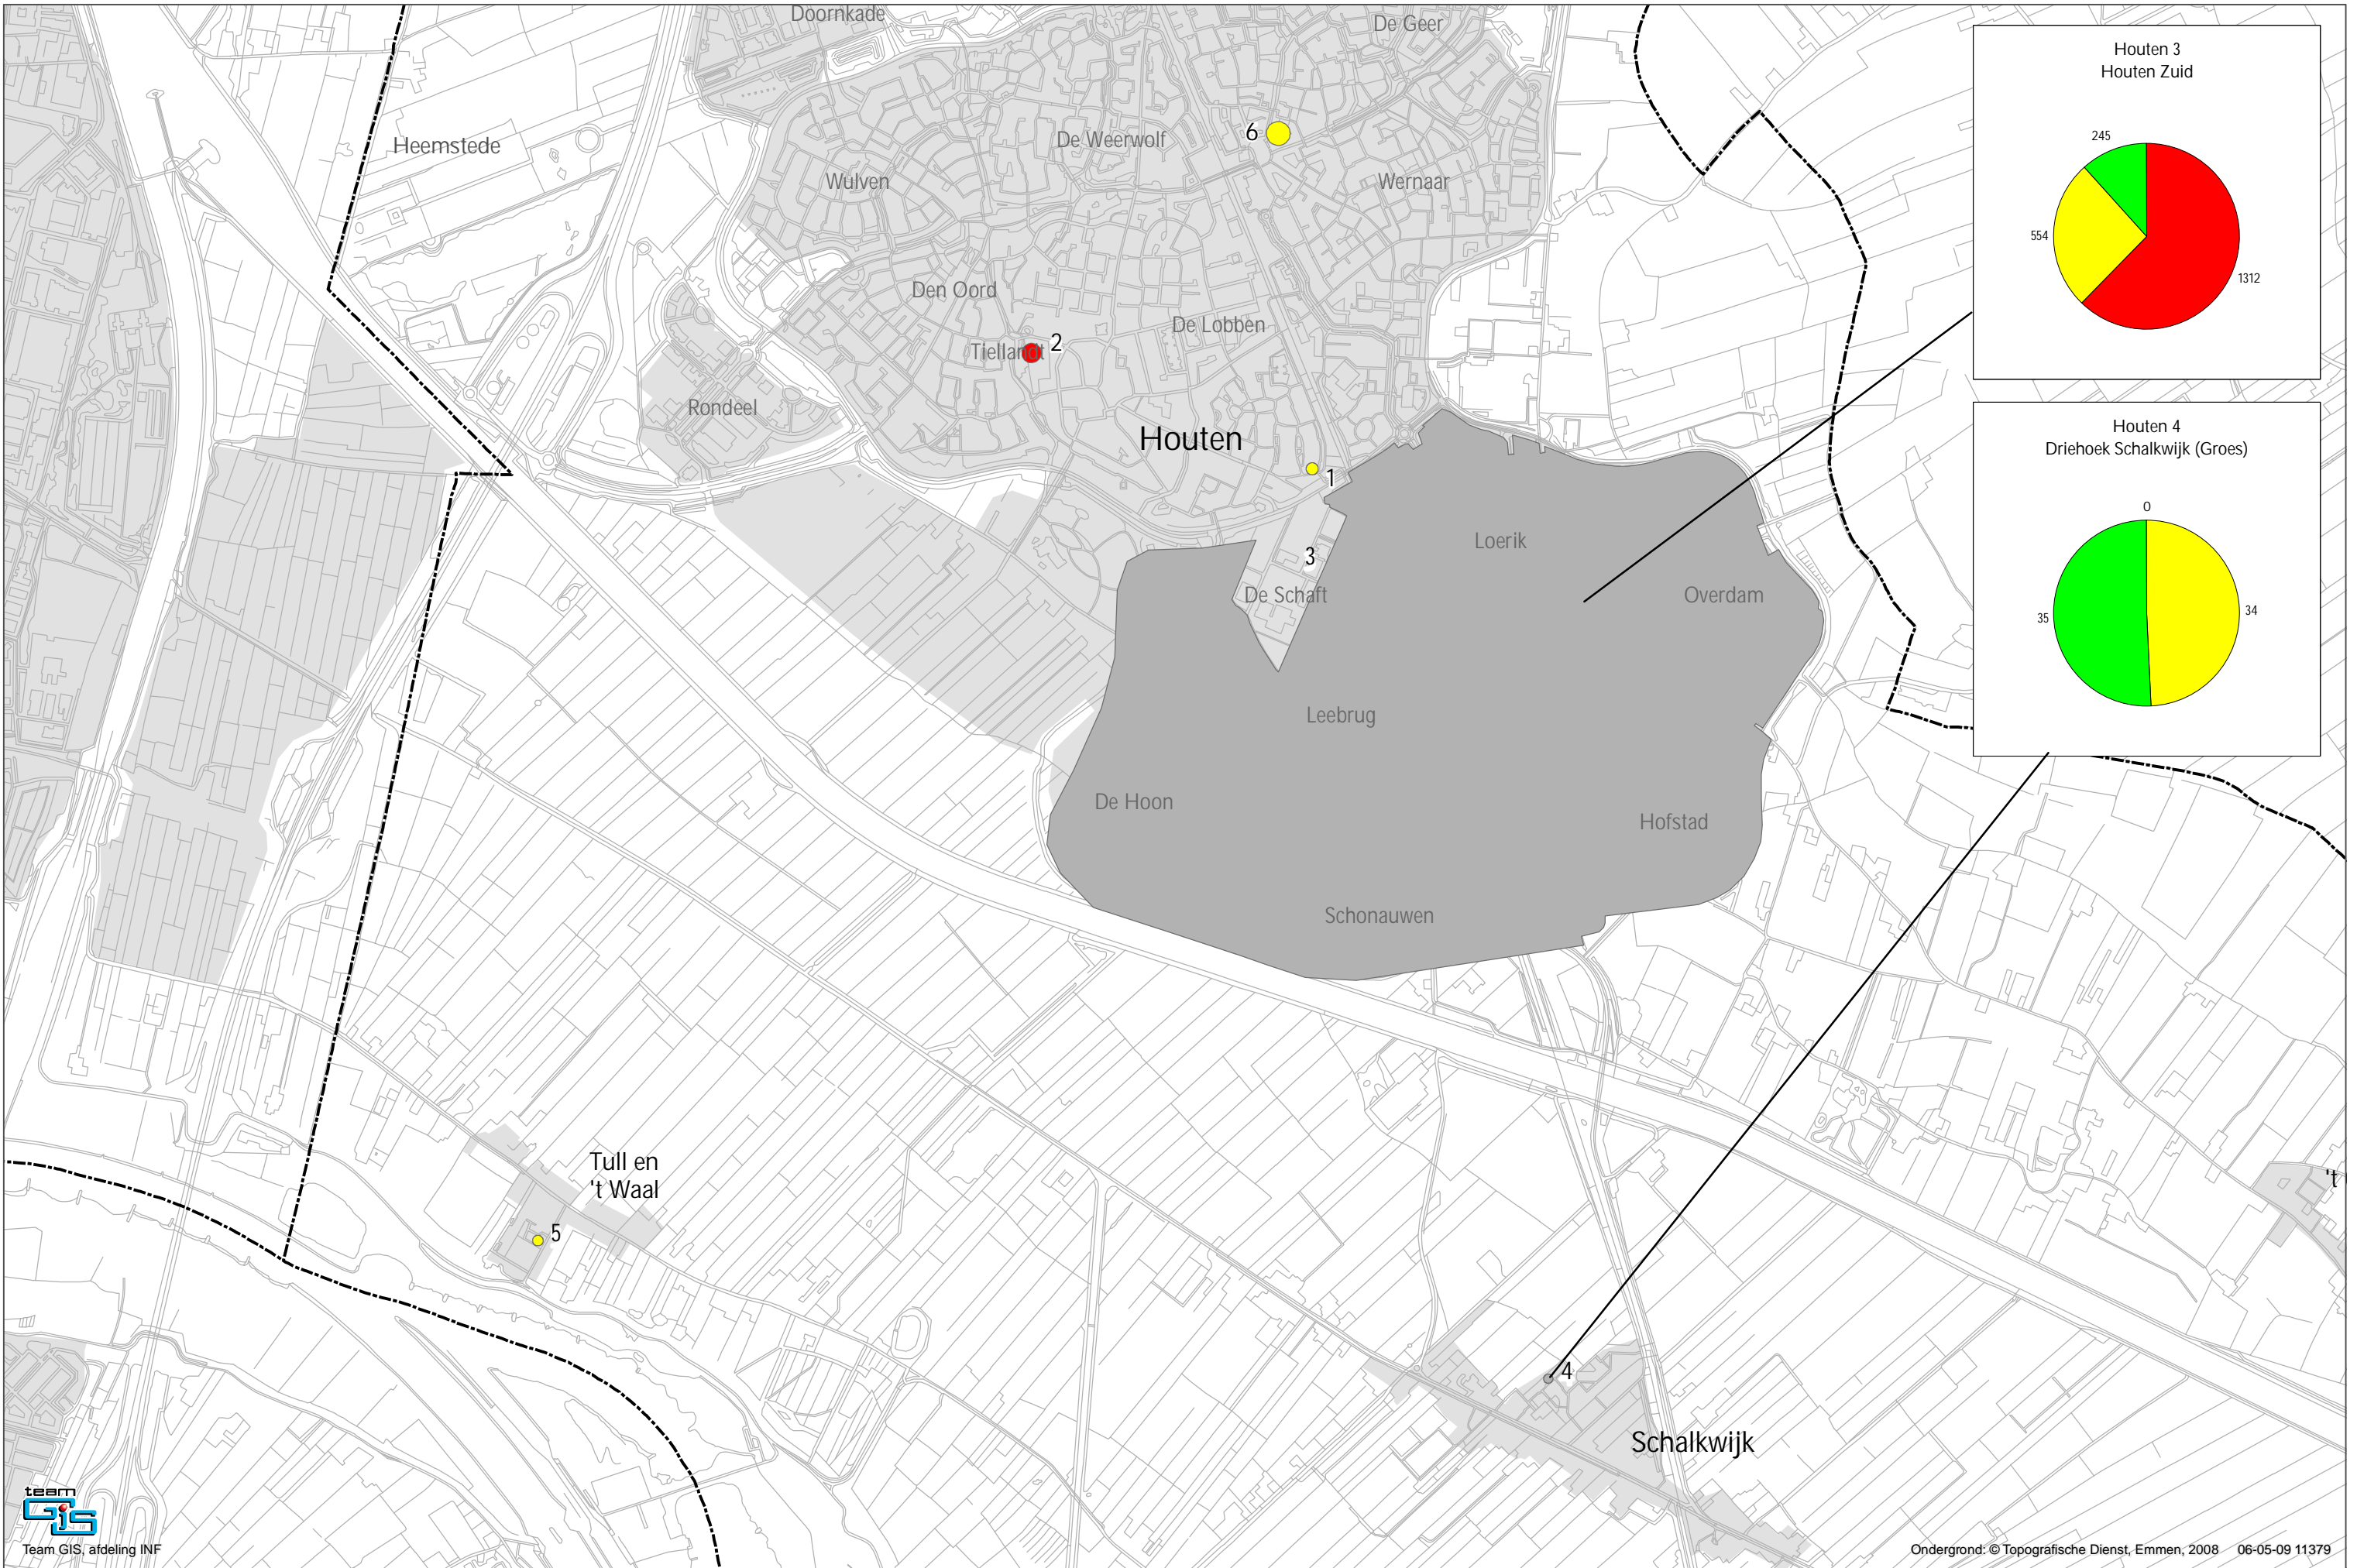 Doornkade
De Geer
Heemstede
De Weerwolf
6
Wulven
Wernaar
Den Oord
De Lobben
Tiellandt
2
Rondeel
Houten
1
3
Loerik
De Schaft
Overdam
Leebrug
De Hoon
Hofstad
Schonauwen
Tull en
't Waal
5
't
4
Schalkwijk
Houten 3
Houten Zuid
245
554
1312
Houten 4
Driehoek Schalkwijk (Groes)
0
35
34
team
GIS
Team GIS, afdeling INF
Ondergrond: © Topografische Dienst, Emmen, 2008 06-05-09 11379